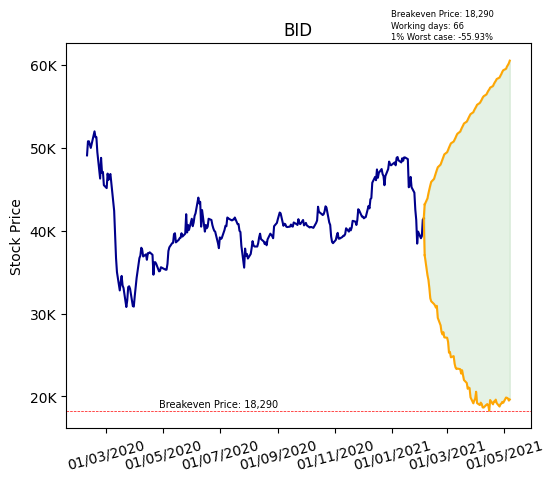 Breakeven Price: 18,290
Working days: 66
1% Worst case: -55.93%
BID
Stock Price
60K
50K
40K
30K
20K
Breakeven Price: 18,290
01/03/2020
01/05/2020
01/07/2020
01/09/2020
01/11/2020
01/01/2021
01/03/2021
01/05/2021